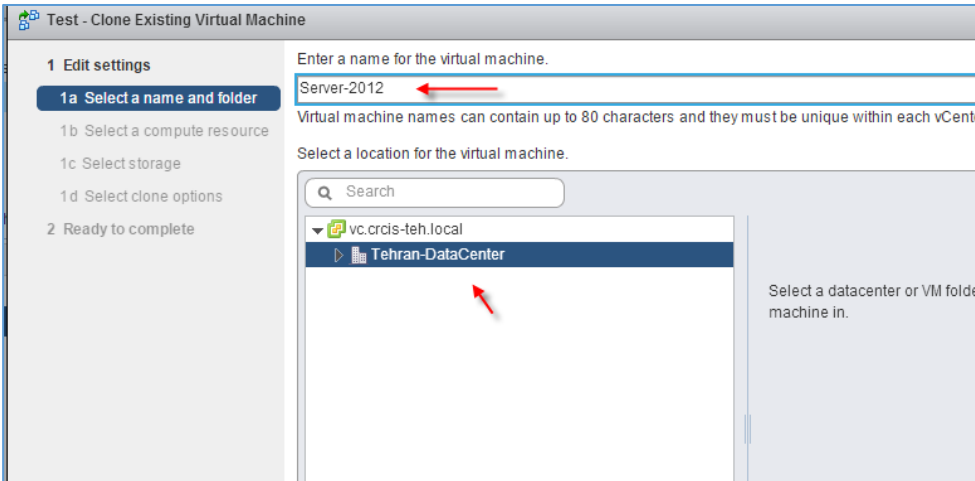 Test - Clone Existing Virtual Machine
1 Edit settings
1a Select a name and folder
1b Select a compute resource
1c Select storage
1d Select clone options
2 Ready to complete
Enter a name for the virtual machine.
Server-2012
Virtual machine names can contain up to 80 characters and they must be unique within each vCent
Select a location for the virtual machine.
Search
vc.crcis-teh.local
Tehran-DataCenter
Select a datacenter or VM folde
machine in.